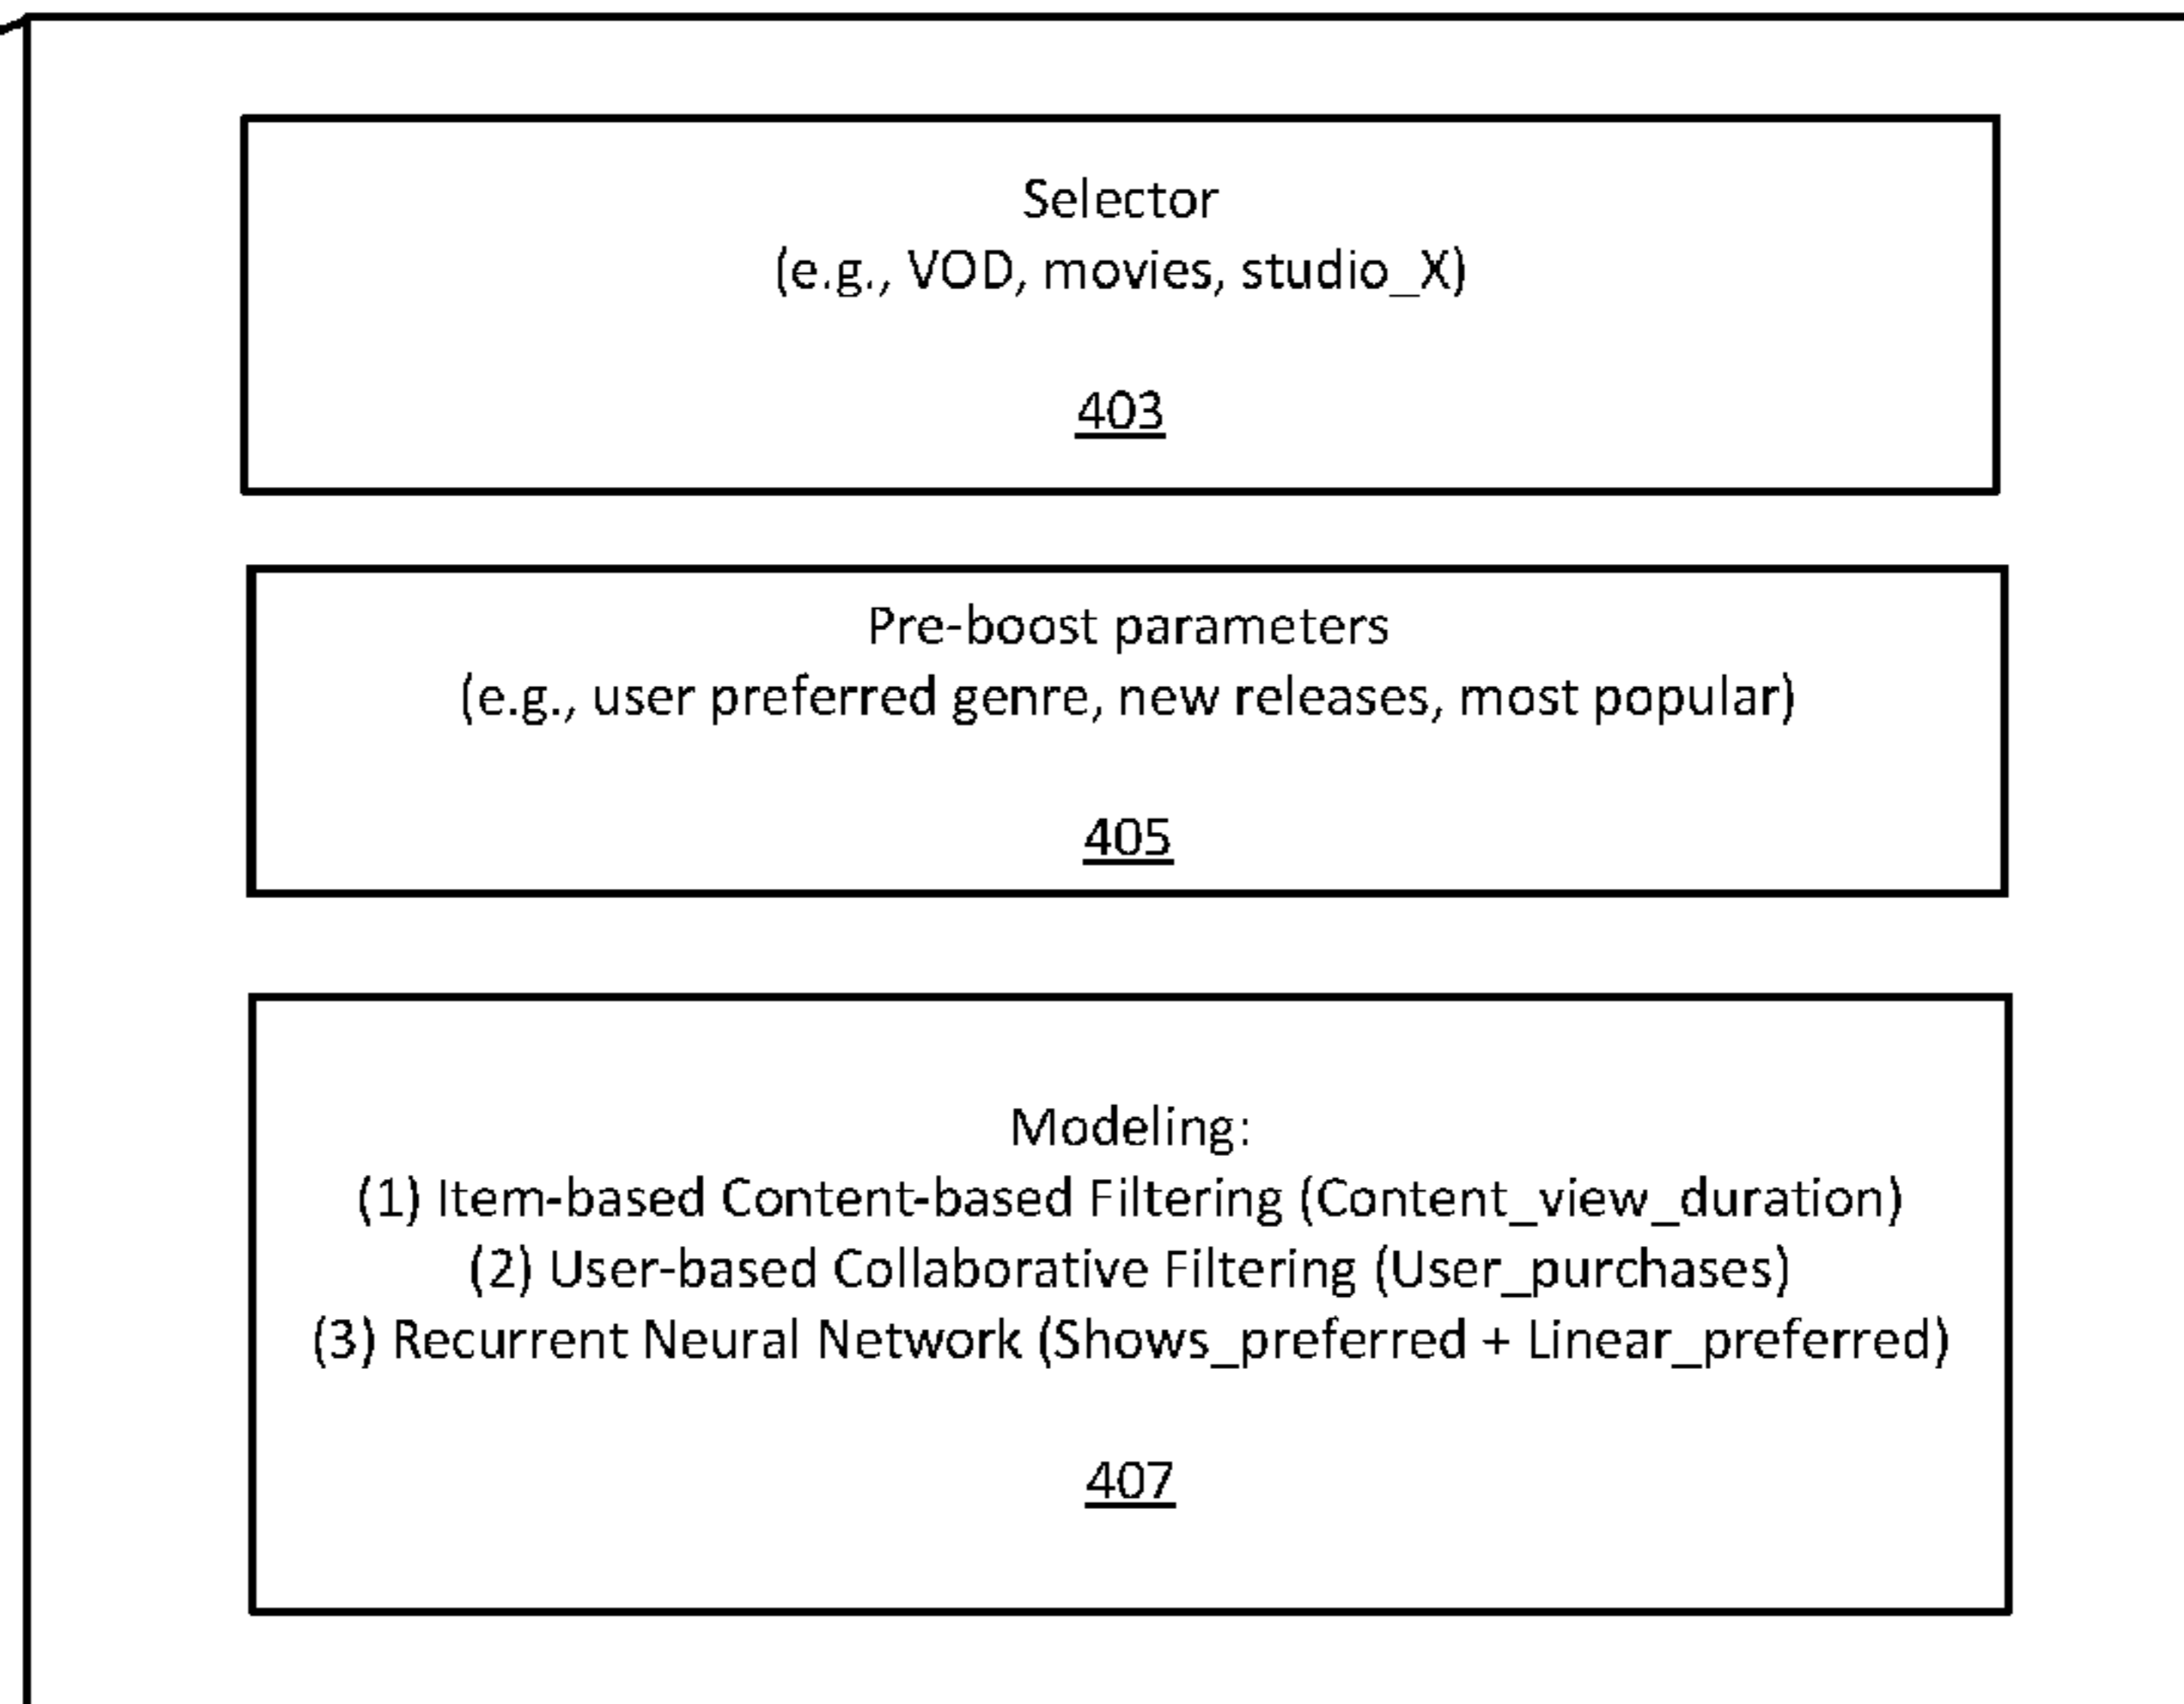 Selector
(e.g., VOD, movies, studio_X)
403
Pre-boost parameters
(e.g., user preferred genre, new releases, most popular)
405
Modeling:
(1) Item-based Content-based Filtering (Content_view_duration)
(2) User-based Collaborative Filtering (User_purchases)
(3) Recurrent Neural Network (Shows_preferred + Linear_preferred)
407